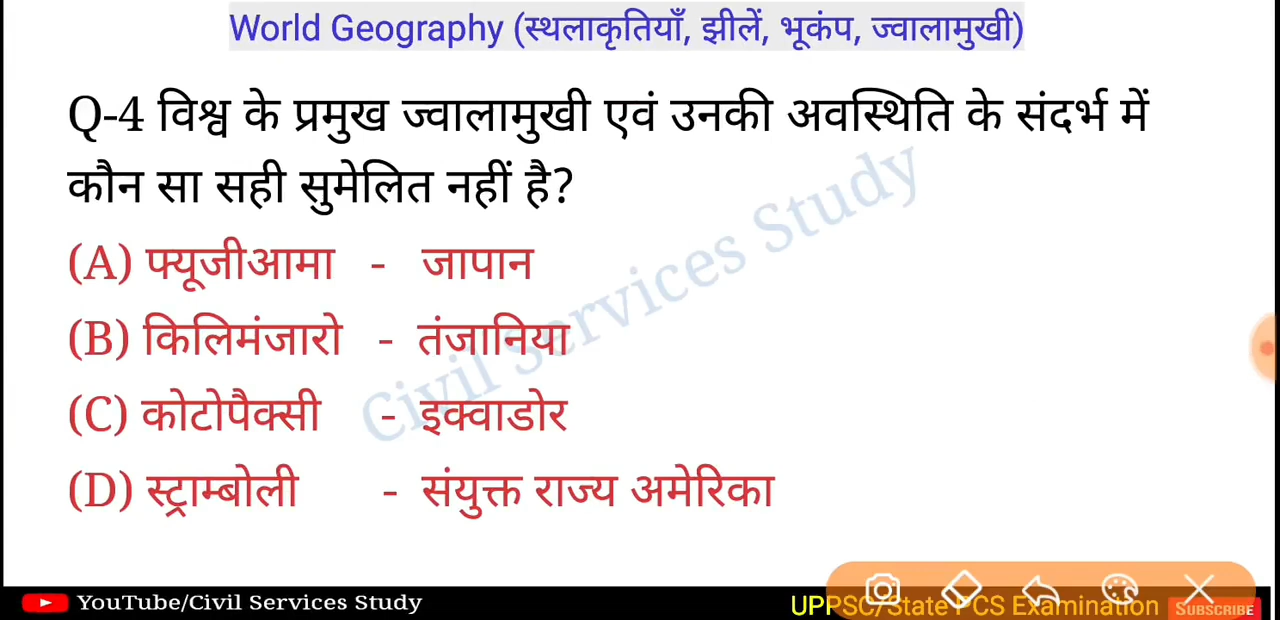 World Geography (स्थलाकृतियाँ, झीलें, भूकंप, ज्वालामुखी)
Q-4 विश्व के प्रमुख ज्वालामुखी एवं उनकी अवस्थिति के संदर्भ में
कौन सा सही सुमेलित नहीं है?
(A) फ्यूजीआमा - जापान
(B) किलिमंजारो - तंजानिया
(C) कोटोपैक्सी - इक्वाडोर
(D) स्ट्राम्बोली - संयुक्त राज्य अमेरिका
Civil Services Study
YouTube/Civil Services Study
UPPSC/State PCS Examination
SUBSCRIBE